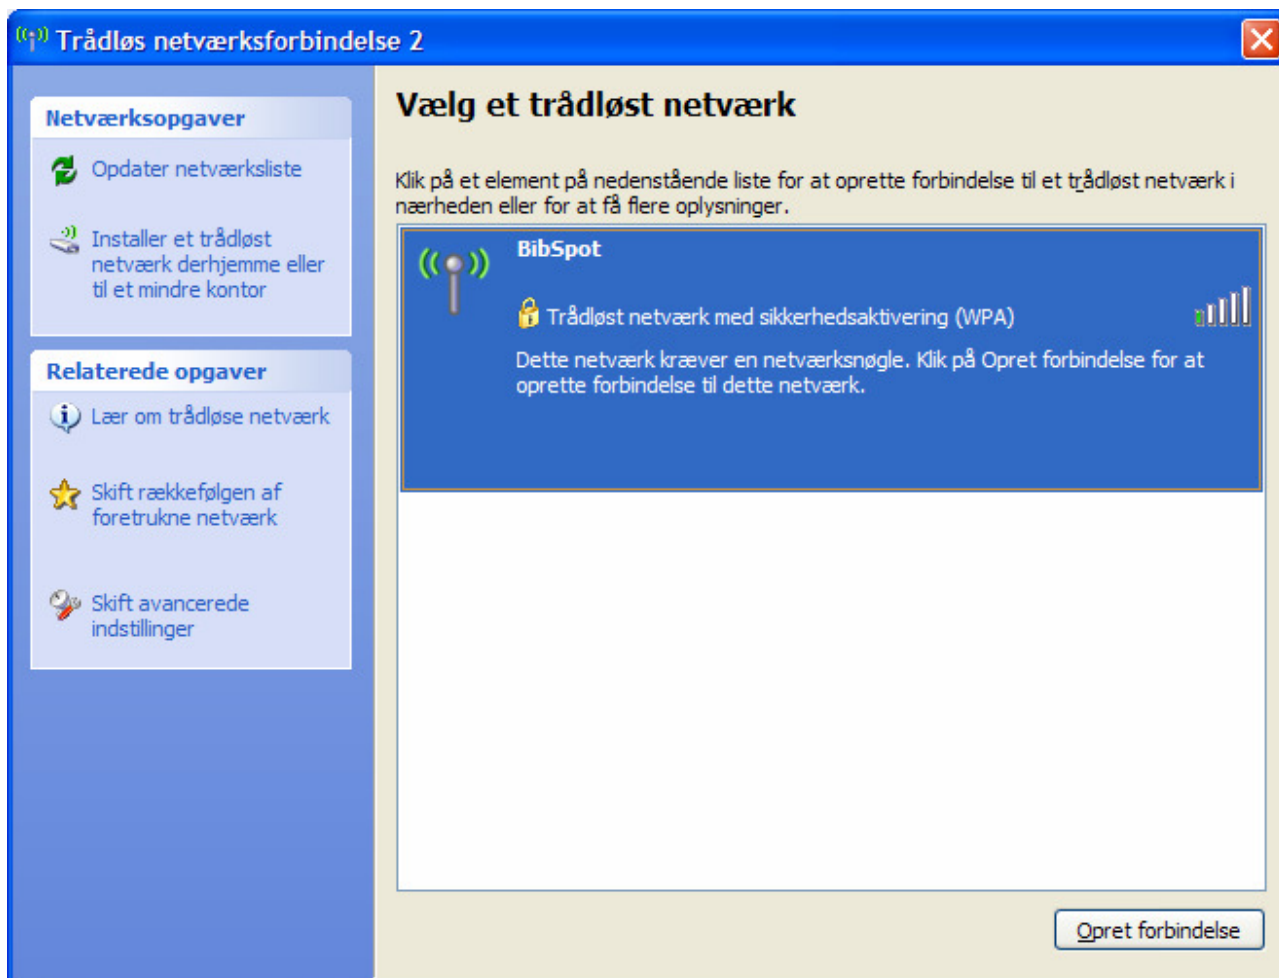 Trådløs netværksforbindelse 2
Netværksopgaver
Opdater netværksliste
Installer et trådløst
netværk derhjemme eller
til et mindre kontor
Relaterede opgaver
Lær om trådløse netværk
Skift rækkefølgen af
foretrukne netværk
Skift avancerede
indstillinger
Vælg et trådløst netværk
Klik på et element på nedenstående liste for at oprette forbindelse til et trådløst netværk i
nærheden eller for at få flere oplysninger.
BibSpot
Trådløst netværk med sikkerhedsaktivering (WPA)
Dette netværk kræver en netværksnøgle. Klik på Opret forbindelse for at
oprette forbindelse til dette netværk.
Opret forbindelse